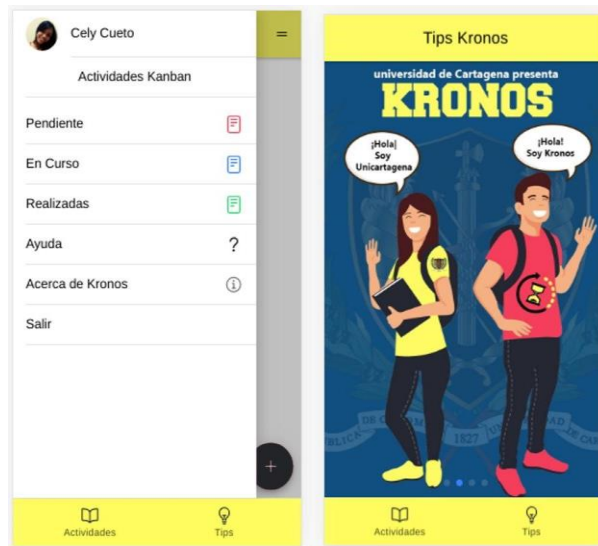 Cely Cueto
Actividades Kanban
Pendiente
En Curso
Realizadas
Ayuda
?
Acerca de Kronos
Salir
+
Actividades
Tips
Tips Kronos
universidad de Cartagena presenta
KRONOS
¡Hola|
Soy
Unicartagena
¡Hola!
Soy Kronos
1827
Actividades
Tips